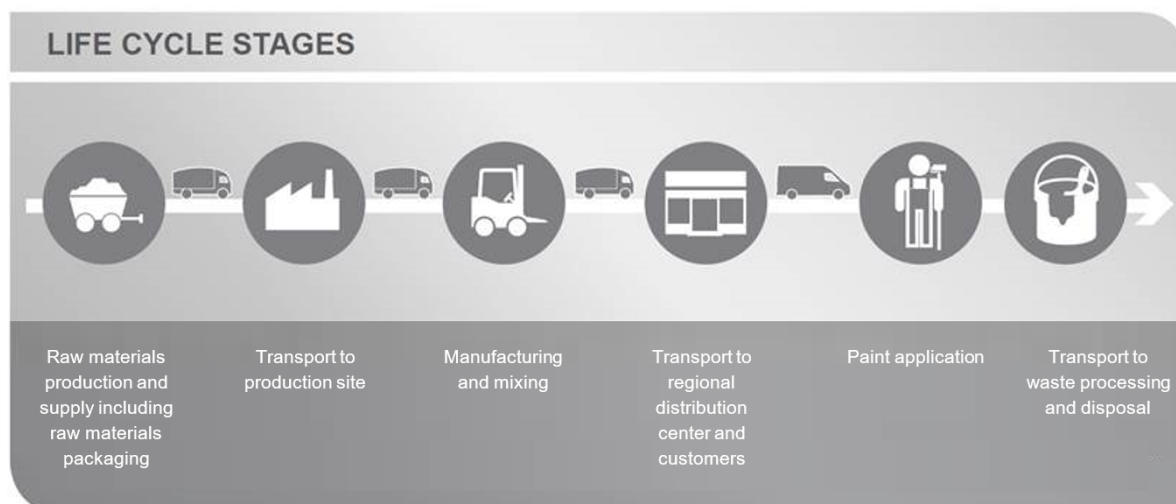 LIFE CYCLE STAGES
Raw materials
production and
supply including
raw materials
packaging
Transport to
production site
Manufacturing
and mixing
Transport to
regional
distribution
center and
customers
Paint application
Transport to
waste processing
and disposal